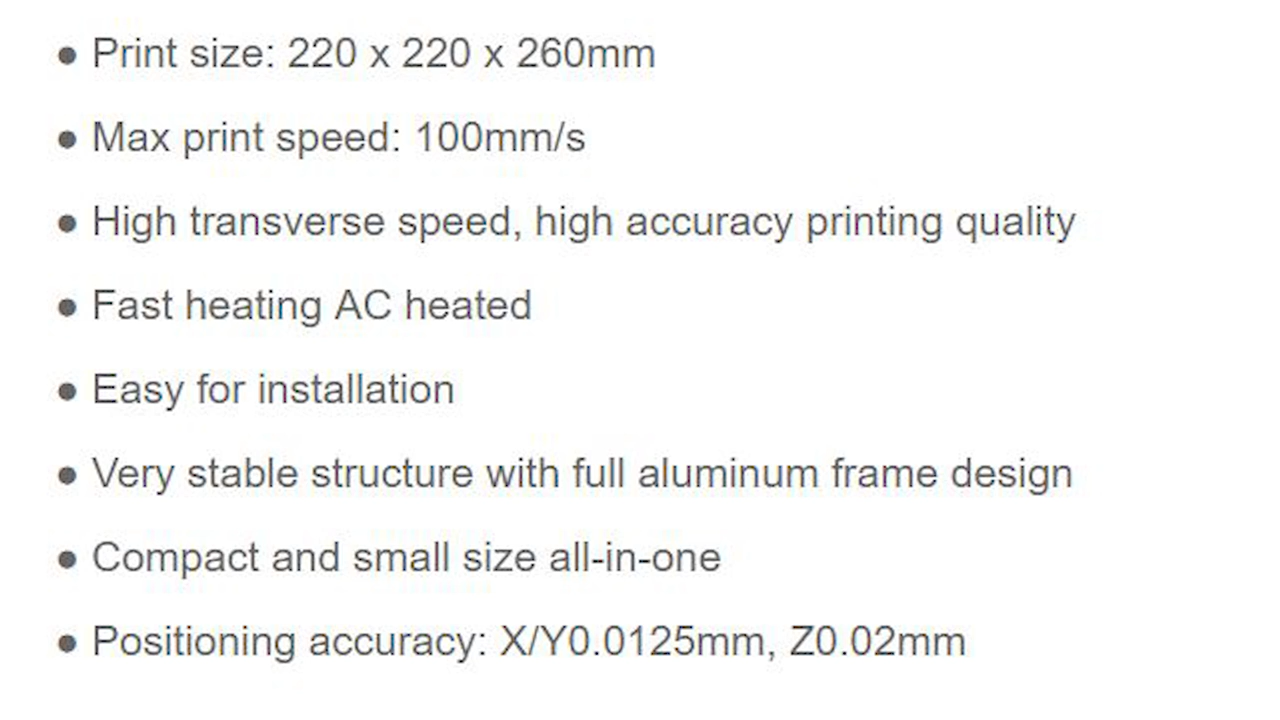 ● Print size: 220 x 220 x 260mm
● Max print speed: 100mm/s
● High transverse speed, high accuracy printing quality
● Fast heating AC heated
● Easy for installation
● Very stable structure with full aluminum frame design
● Compact and small size all-in-one
● Positioning accuracy: X/Y0.0125mm, Z0.02mm